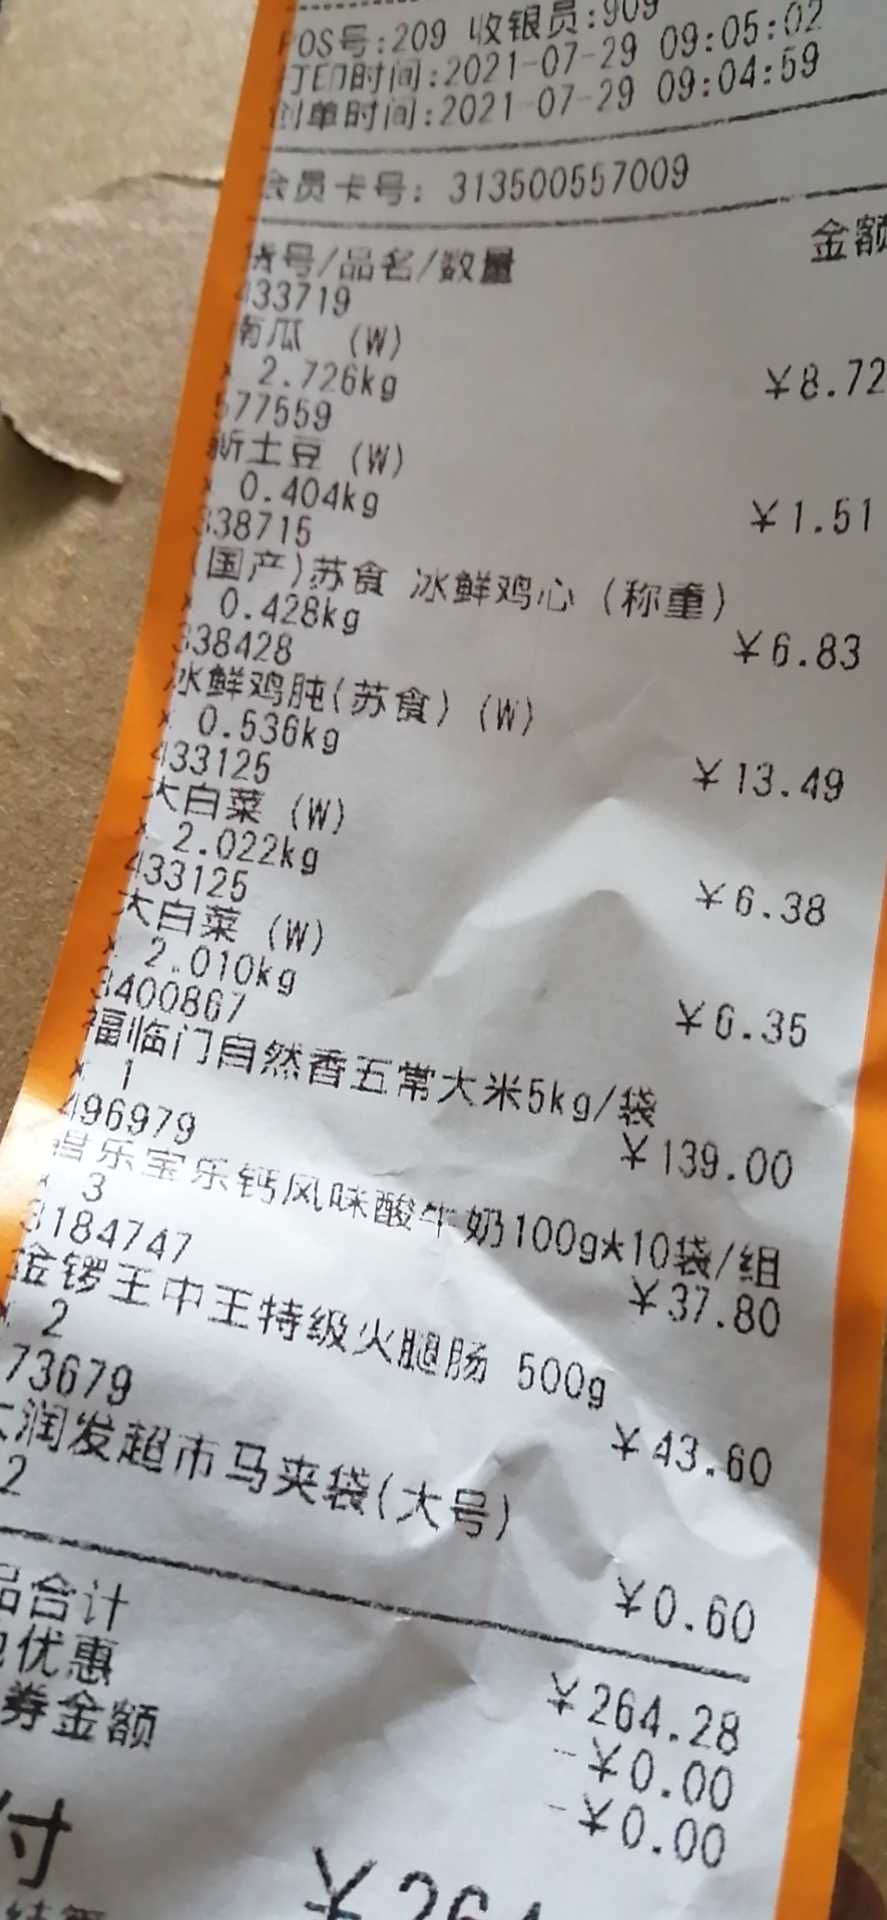 POS号:209 收银员:909
打印时间:2021-07-29 09:05:02
创单时间:2021-07-29 09:04:59
会员卡号: 313500557009
货号/品名/数量 金额
433719
南瓜 (W)
x 2.726kg ¥8.72
577559
新土豆 (W)
x 0.404kg ¥1.51
338715
(国产)苏食 冰鲜鸡心 (称重)
x 0.428kg ¥6.83
338428
冰鲜鸡肫(苏食) (W)
x 0.536kg ¥13.49
433125
大白菜 (W)
x 2.022kg ¥6.38
433125
大白菜 (W)
x 2.010kg ¥6.35
3400867
福临门自然香五常大米5kg/袋
x 1 ¥139.00
496979
君乐宝乐钙风味酸牛奶100g*10袋/组
x 3 ¥37.80
3184747
金锣王中王特级火腿肠 500g
x 2 ¥43.60
73679
大润发超市马夹袋(大号)
2 ¥0.60
品合计 ¥264.28
优惠 -¥0.00
券金额 -¥0.00
付 ¥264